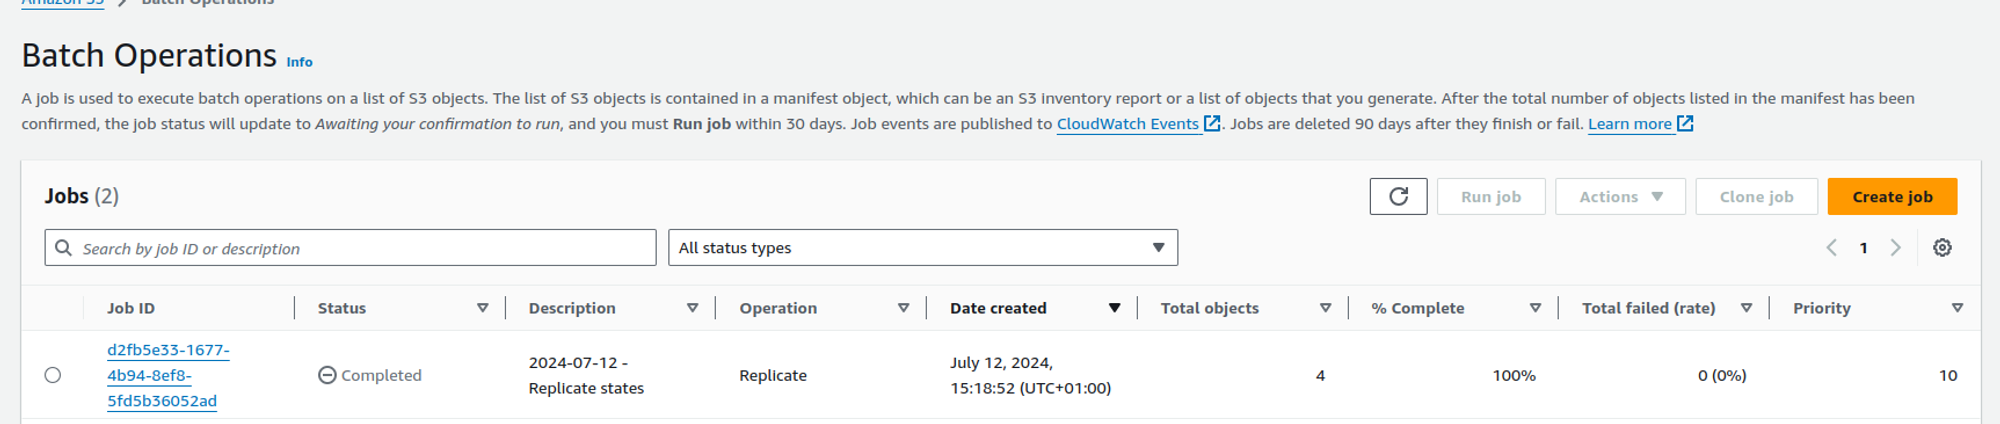 Amazon S3 > Batch Operations
Batch Operations Info
A job is used to execute batch operations on a list of S3 objects. The list of S3 objects is contained in a manifest object, which can be an S3 inventory report or a list of objects that you generate. After the total number of objects listed in the manifest has been
confirmed, the job status will update to Awaiting your confirmation to run, and you must Run job within 30 days. Job events are published to CloudWatch Events. Jobs are deleted 90 days after they finish or fail. Learn more
Jobs (2)
Run job
Actions
Clone job
Create job
Search by job ID or description
All status types
1
Job ID
Status
Description
Operation
Date created
Total objects
% Complete
Total failed (rate)
Priority
d2fb5e33-1677-
4b94-8ef8-
5fd5b36052ad
Completed
2024-07-12 -
Replicate states
Replicate
July 12, 2024,
15:18:52 (UTC+01:00)
4
100%
0 (0%)
10